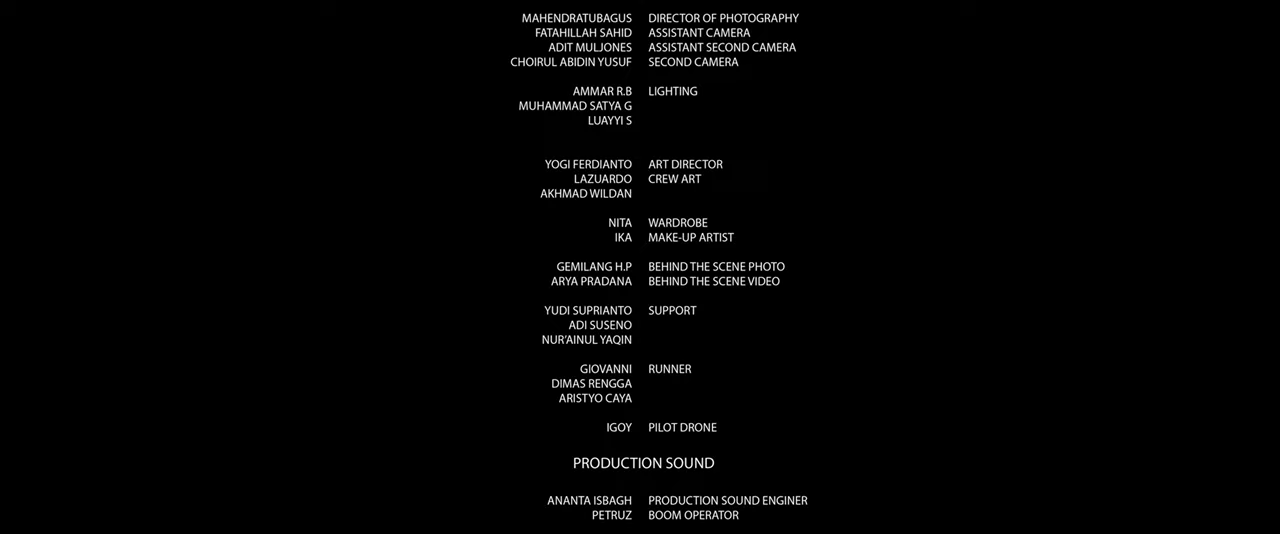 MAHENDRATUBAGUS DIRECTOR OF PHOTOGRAPHY
FATAHILLAH SAHID ASSISTANT CAMERA
ADIT MULJONES ASSISTANT SECOND CAMERA
CHOIRUL ABIDIN YUSUF SECOND CAMERA
AMMAR R.B LIGHTING
MUHAMMAD SATYA G
LUAYYI S
YOGI FERDIANTO ART DIRECTOR
LAZUARDO CREW ART
AKHMAD WILDAN
NITA WARDROBE
IKA MAKE-UP ARTIST
GEMILANG H.P BEHIND THE SCENE PHOTO
ARYA PRADANA BEHIND THE SCENE VIDEO
YUDI SUPRIANTO SUPPORT
ADI SUSENO
NUR’AINUL YAQIN
GIOVANNI RUNNER
DIMAS RENGGA
ARISTYO CAYA
IGOY PILOT DRONE
PRODUCTION SOUND
ANANTA ISBAGH PRODUCTION SOUND ENGINER
PETRUZ BOOM OPERATOR